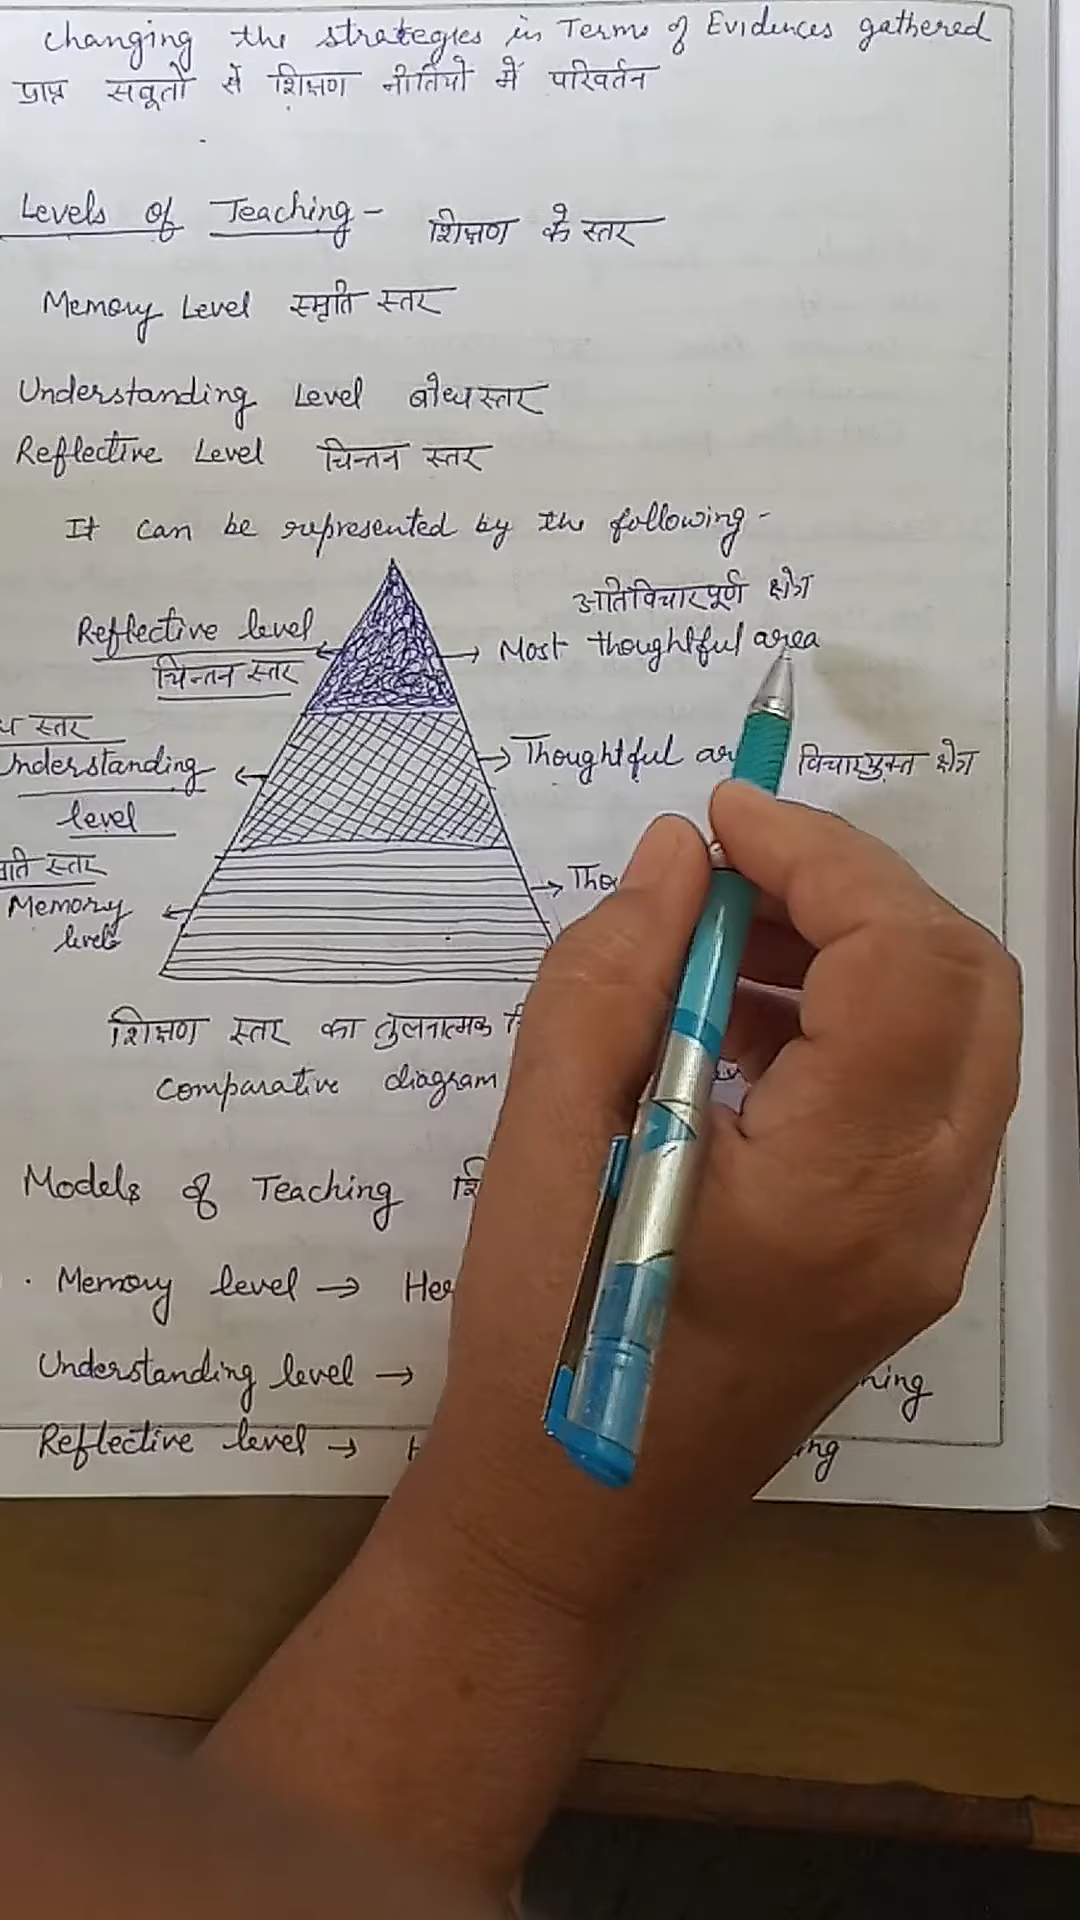 changing the strategies in Terms of Evidences gathered
प्राप्त सबूतों से शिक्षण नीतियों में परिवर्तन
Levels of Teaching - शिक्षण के स्तर
Memory Level स्मृति स्तर
Understanding Level बोध स्तर
Reflective Level चिन्तन स्तर
It can be represented by the following -
अतिविचारपूर्ण क्षेत्र
Reflective level → Most thoughtful area
चिन्तन स्तर
स्तर
Understanding → Thoughtful विचारयुक्त क्षेत्र
level
स्तर
Memory
level
शिक्षण स्तर का तुलनात्मक
Comparative diagram
Models of Teaching
Memory level →
Understanding level →
Reflective level →